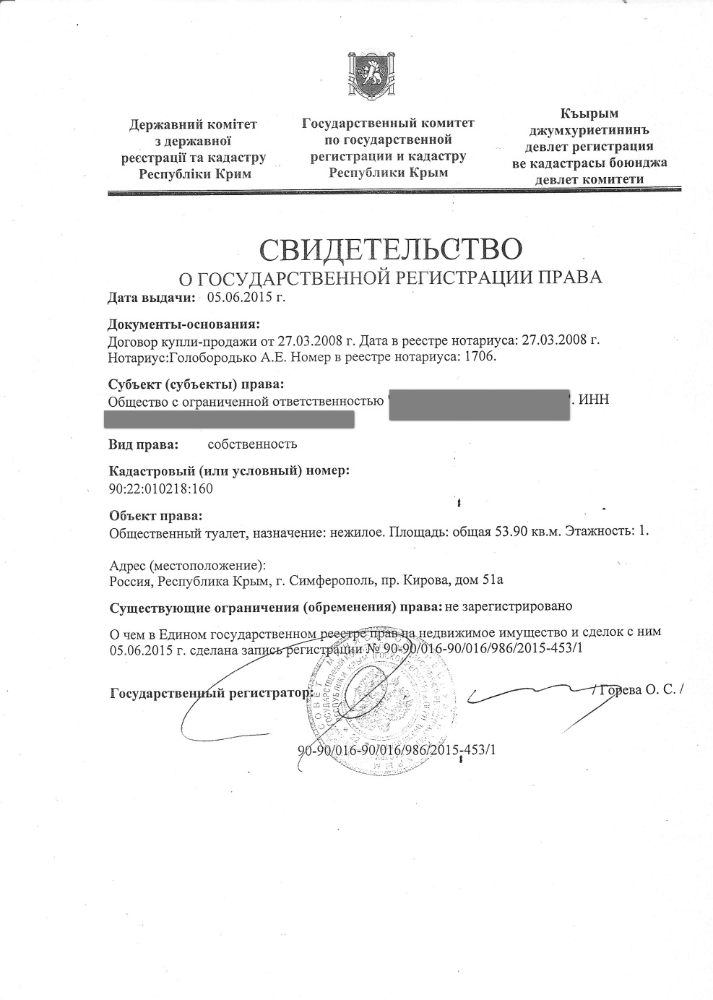 Державний комітет
з державної
реєстрації та кадастру
Республіки Крим
Государственный комитет
по государственной
регистрации и кадастру
Республики Крым
Къырым
джумхуриетининъ
девлет регистрация
ве кадастрасы боюнджа
девлет комитети
СВИДЕТЕЛЬСТВО
О ГОСУДАРСТВЕННОЙ РЕГИСТРАЦИИ ПРАВА
Дата выдачи: 05.06.2015 г.
Документы-основания:
Договор купли-продажи от 27.03.2008 г. Дата в реестре нотариуса: 27.03.2008 г.
Нотариус:Голобородько А.Е. Номер в реестре нотариуса: 1706.
Субъект (субъекты) права:
Общество с ограниченной ответственностью " ". ИНН
Вид права: собственность
Кадастровый (или условный) номер:
90:22:010218:160
Объект права:
Общественный туалет, назначение: нежилое. Площадь: общая 53.90 кв.м. Этажность: 1.
Адрес (местоположение):
Россия, Республика Крым, г. Симферополь, пр. Кирова, дом 51а
Существующие ограничения (обременения) права: не зарегистрировано
О чем в Едином государственном реестре прав на недвижимое имущество и сделок с ним
05.06.2015 г. сделана запись регистрации № 90-90/016-90/016/986/2015-453/1
Государственный регистратор: / Горева О. С. /
90-90/016-90/016/986/2015-453/1